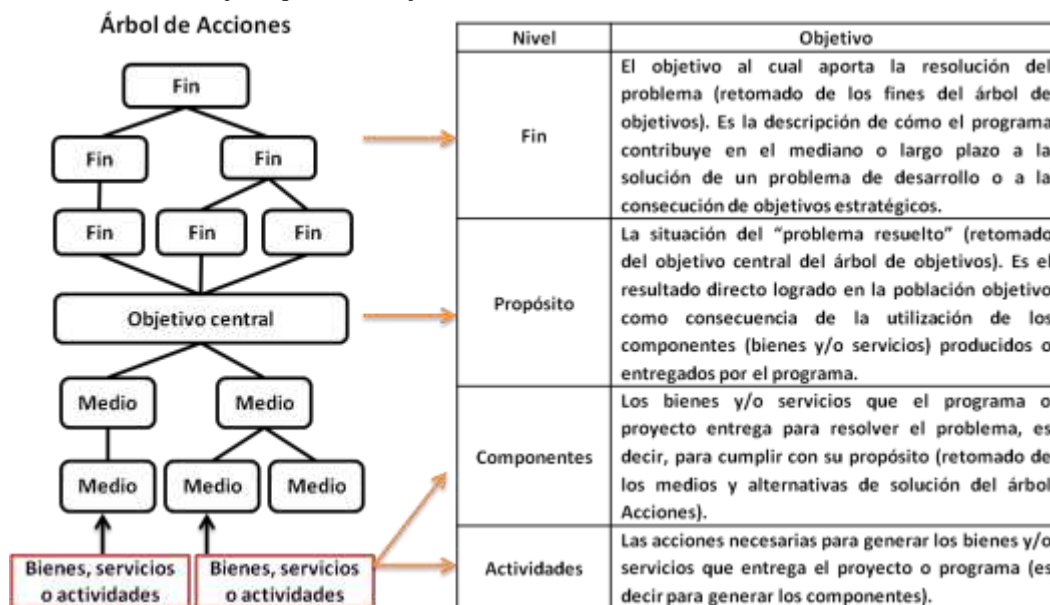 Árbol de Acciones
Fin
Fin
Fin
Fin
Fin
Fin
Objetivo central
Medio
Medio
Medio
Medio
Medio
Bienes, servicios
o actividades
Bienes, servicios
o actividades
Nivel
Objetivo
Fin
El objetivo al cual aporta la resolución del
problema (retomado de los fines del árbol de
objetivos). Es la descripción de cómo el programa
contribuye en el mediano o largo plazo a la
solución de un problema de desarrollo o a la
consecución de objetivos estratégicos.
Propósito
La situación del “problema resuelto” (retomado
del objetivo central del árbol de objetivos). Es el
resultado directo logrado en la población objetivo
como consecuencia de la utilización de los
componentes (bienes y/o servicios) producidos o
entregados por el programa.
Componentes
Los bienes y/o servicios que el programa o
proyecto entrega para resolver el problema, es
decir, para cumplir con su propósito (retomado de
los medios y alternativas de solución del árbol
Acciones).
Actividades
Las acciones necesarias para generar los bienes y/o
servicios que entrega el proyecto o programa (es
decir para generar los componentes).